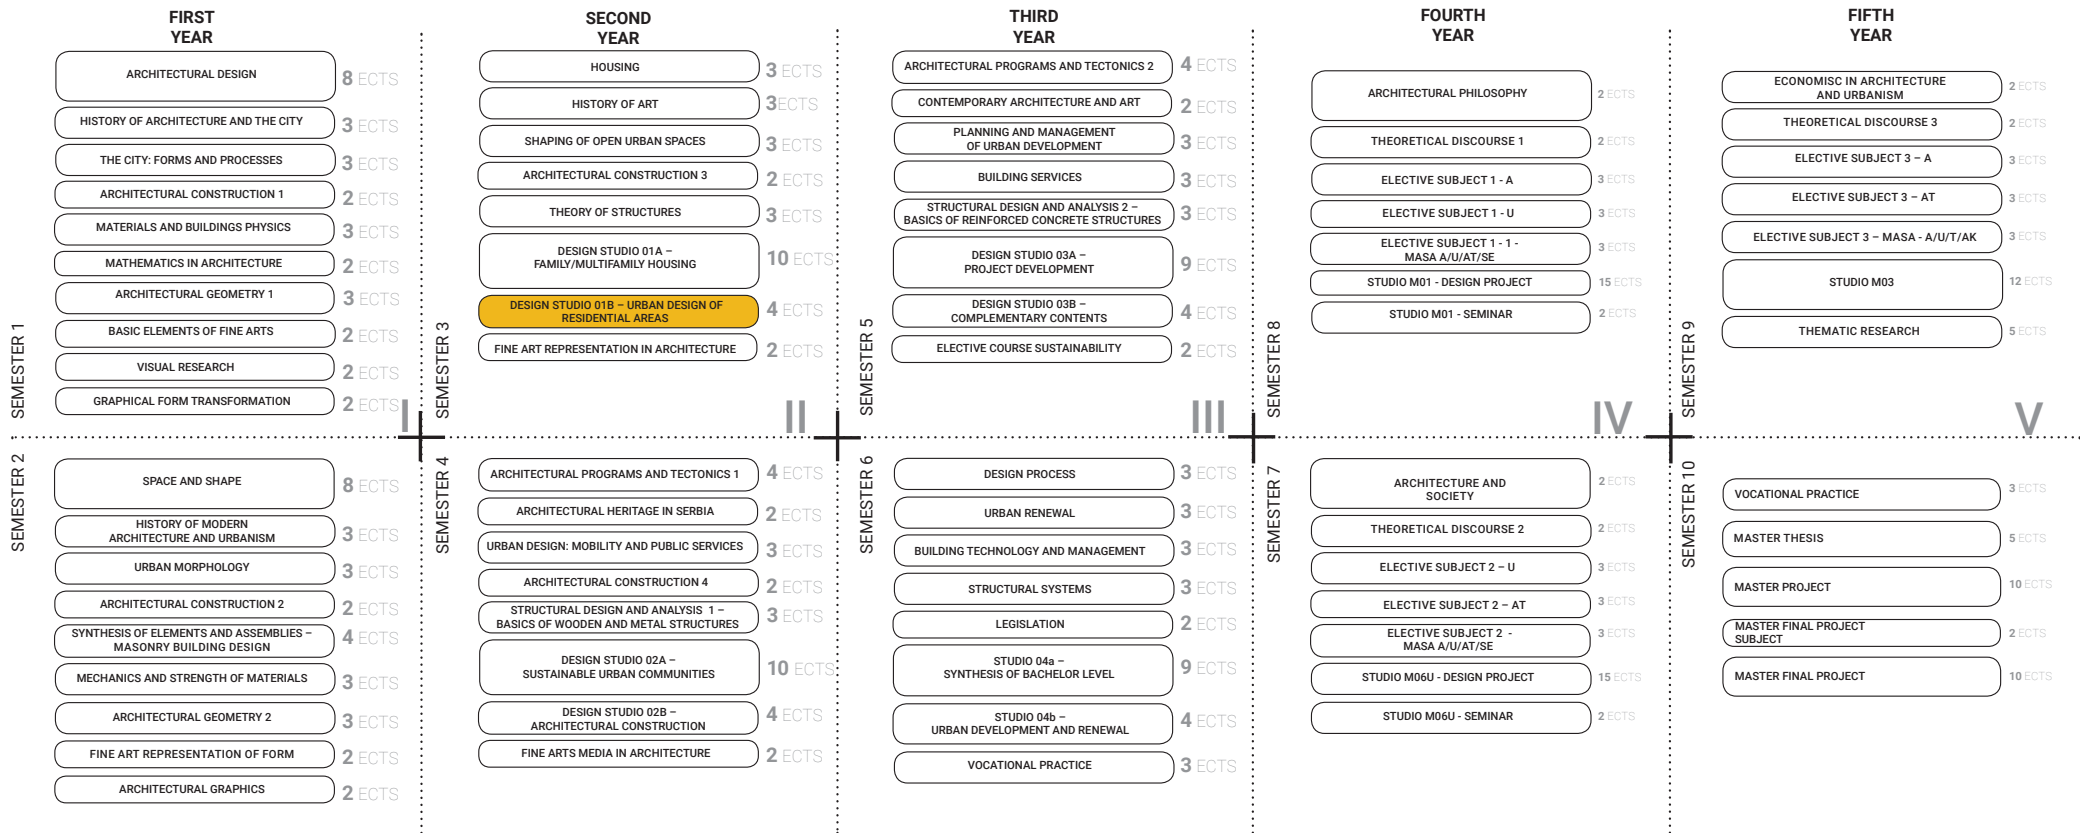 FIRST
YEAR
SEMESTER 1
ARCHITECTURAL DESIGN
8 ECTS
HISTORY OF ARCHITECTURE AND THE CITY
3 ECTS
THE CITY: FORMS AND PROCESSES
3 ECTS
ARCHITECTURAL CONSTRUCTION 1
2 ECTS
MATERIALS AND BUILDINGS PHYSICS
3 ECTS
MATHEMATICS IN ARCHITECTURE
2 ECTS
ARCHITECTURAL GEOMETRY 1
3 ECTS
BASIC ELEMENTS OF FINE ARTS
2 ECTS
VISUAL RESEARCH
2 ECTS
GRAPHICAL FORM TRANSFORMATION
2 ECTS
I
SEMESTER 2
SPACE AND SHAPE
8 ECTS
HISTORY OF MODERN
ARCHITECTURE AND URBANISM
3 ECTS
URBAN MORPHOLOGY
3 ECTS
ARCHITECTURAL CONSTRUCTION 2
2 ECTS
SYNTHESIS OF ELEMENTS AND ASSEMBLIES –
MASONRY BUILDING DESIGN
4 ECTS
MECHANICS AND STRENGTH OF MATERIALS
3 ECTS
ARCHITECTURAL GEOMETRY 2
3 ECTS
FINE ART REPRESENTATION OF FORM
2 ECTS
ARCHITECTURAL GRAPHICS
2 ECTS
SECOND
YEAR
SEMESTER 3
HOUSING
3 ECTS
HISTORY OF ART
3ECTS
SHAPING OF OPEN URBAN SPACES
3 ECTS
ARCHITECTURAL CONSTRUCTION 3
2 ECTS
THEORY OF STRUCTURES
3 ECTS
DESIGN STUDIO 01A –
FAMILY/MULTIFAMILY HOUSING
10 ECTS
DESIGN STUDIO 01B – URBAN DESIGN OF
RESIDENTIAL AREAS
4 ECTS
FINE ART REPRESENTATION IN ARCHITECTURE
2 ECTS
II
SEMESTER 4
ARCHITECTURAL PROGRAMS AND TECTONICS 1
4 ECTS
ARCHITECTURAL HERITAGE IN SERBIA
2 ECTS
URBAN DESIGN: MOBILITY AND PUBLIC SERVICES
3 ECTS
ARCHITECTURAL CONSTRUCTION 4
2 ECTS
STRUCTURAL DESIGN AND ANALYSIS 1 –
BASICS OF WOODEN AND METAL STRUCTURES
3 ECTS
DESIGN STUDIO 02A –
SUSTAINABLE URBAN COMMUNITIES
10 ECTS
DESIGN STUDIO 02B –
ARCHITECTURAL CONSTRUCTION
4 ECTS
FINE ARTS MEDIA IN ARCHITECTURE
2 ECTS
THIRD
YEAR
SEMESTER 5
ARCHITECTURAL PROGRAMS AND TECTONICS 2
4 ECTS
CONTEMPORARY ARCHITECTURE AND ART
2 ECTS
PLANNING AND MANAGEMENT
OF URBAN DEVELOPMENT
3 ECTS
BUILDING SERVICES
3 ECTS
STRUCTURAL DESIGN AND ANALYSIS 2 –
BASICS OF REINFORCED CONCRETE STRUCTURES
3 ECTS
DESIGN STUDIO 03A –
PROJECT DEVELOPMENT
9 ECTS
DESIGN STUDIO 03B –
COMPLEMENTARY CONTENTS
4 ECTS
ELECTIVE COURSE SUSTAINABILITY
2 ECTS
III
SEMESTER 6
DESIGN PROCESS
3 ECTS
URBAN RENEWAL
3 ECTS
BUILDING TECHNOLOGY AND MANAGEMENT
3 ECTS
STRUCTURAL SYSTEMS
3 ECTS
LEGISLATION
2 ECTS
STUDIO 04a –
SYNTHESIS OF BACHELOR LEVEL
9 ECTS
STUDIO 04b –
URBAN DEVELOPMENT AND RENEWAL
4 ECTS
VOCATIONAL PRACTICE
3 ECTS
FOURTH
YEAR
SEMESTER 8
ARCHITECTURAL PHILOSOPHY
2 ECTS
THEORETICAL DISCOURSE 1
2 ECTS
ELECTIVE SUBJECT 1 - A
3 ECTS
ELECTIVE SUBJECT 1 - U
3 ECTS
ELECTIVE SUBJECT 1 - 1 -
MASA A/U/AT/SE
3 ECTS
STUDIO M01 - DESIGN PROJECT
15 ECTS
STUDIO M01 - SEMINAR
2 ECTS
IV
SEMESTER 7
ARCHITECTURE AND
SOCIETY
2 ECTS
THEORETICAL DISCOURSE 2
2 ECTS
ELECTIVE SUBJECT 2 – U
3 ECTS
ELECTIVE SUBJECT 2 – AT
3 ECTS
ELECTIVE SUBJECT 2 -
MASA A/U/AT/SE
3 ECTS
STUDIO M06U - DESIGN PROJECT
15 ECTS
STUDIO M06U - SEMINAR
2 ECTS
FIFTH
YEAR
SEMESTER 9
ECONOMISC IN ARCHITECTURE
AND URBANISM
2 ECTS
THEORETICAL DISCOURSE 3
2 ECTS
ELECTIVE SUBJECT 3 – A
3 ECTS
ELECTIVE SUBJECT 3 – AT
3 ECTS
ELECTIVE SUBJECT 3 – MASA - A/U/T/AK
3 ECTS
STUDIO M03
12 ECTS
THEMATIC RESEARCH
5 ECTS
V
SEMESTER 10
VOCATIONAL PRACTICE
3 ECTS
MASTER THESIS
5 ECTS
MASTER PROJECT
10 ECTS
MASTER FINAL PROJECT
SUBJECT
2 ECTS
MASTER FINAL PROJECT
10 ECTS